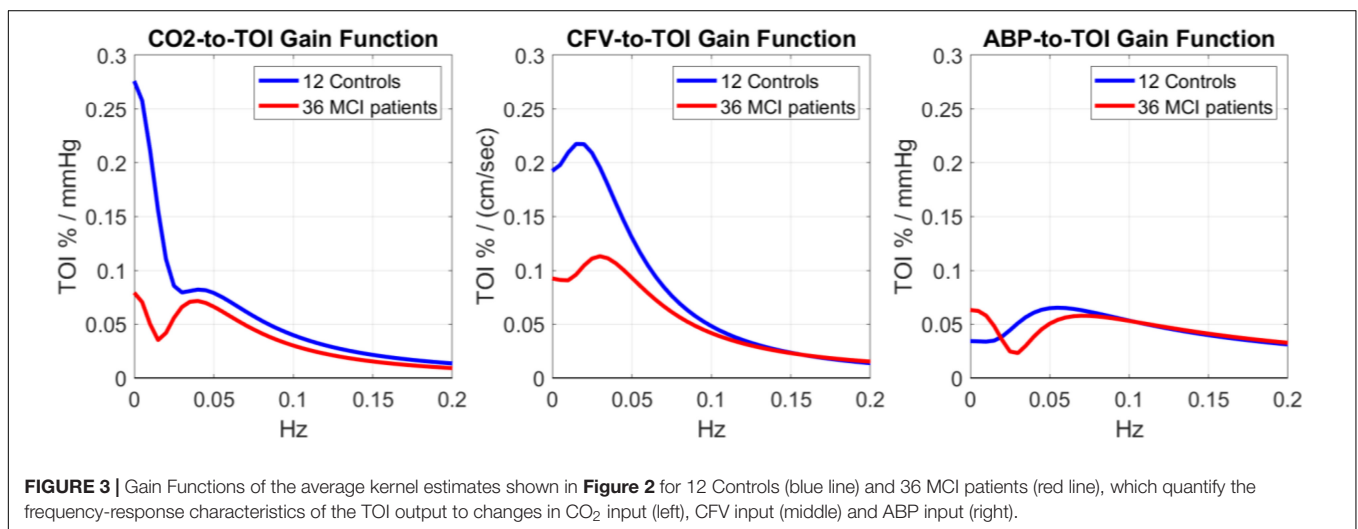 CO2-to-TOI Gain Function
0.3
0.25
0.2
0.15
0.1
0.05
0
TOI % / mmHg
12 Controls
36 MCI patients
0 0.05 0.1 0.15 0.2
Hz
CFV-to-TOI Gain Function
0.3
0.25
0.2
0.15
0.1
0.05
0
TOI % / (cm/sec)
12 Controls
36 MCI patients
0 0.05 0.1 0.15 0.2
Hz
ABP-to-TOI Gain Function
0.3
0.25
0.2
0.15
0.1
0.05
0
TOI % / mmHg
12 Controls
36 MCI patients
0 0.05 0.1 0.15 0.2
Hz
FIGURE 3 | Gain Functions of the average kernel estimates shown in Figure 2 for 12 Controls (blue line) and 36 MCI patients (red line), which quantify the
frequency-response characteristics of the TOI output to changes in CO₂ input (left), CFV input (middle) and ABP input (right).